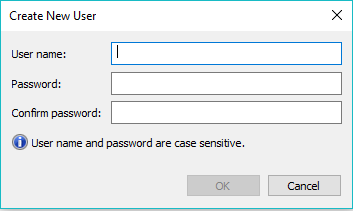 Create New User
User name:
Password:
Confirm password:
User name and password are case sensitive.
OK
Cancel